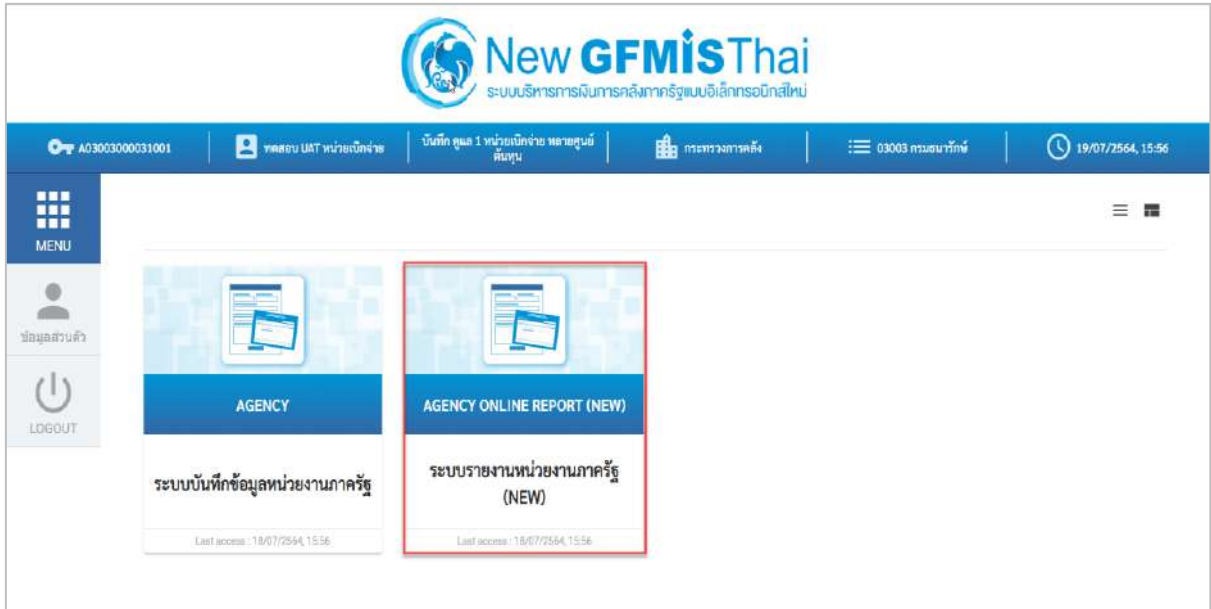 New GFMISThai
ระบบบริหารการเงินการคลังภาครัฐแบบอิเล็กทรอนิกส์ใหม่
A03003000031001
ทดสอบ UAT หน่วยเบิกจ่าย
บันทึก ดูแล 1 หน่วยเบิกจ่าย หลายศูนย์
ต้นทุน
กระทรวงการคลัง
03003 กรมธนารักษ์
19/07/2564, 15:56
MENU
ข้อมูลส่วนตัว
LOGOUT
AGENCY
ระบบบันทึกข้อมูลหน่วยงานภาครัฐ
Last access : 18/07/2564, 15:56
AGENCY ONLINE REPORT (NEW)
ระบบรายงานหน่วยงานภาครัฐ
(NEW)
Last access : 18/07/2564, 15:56